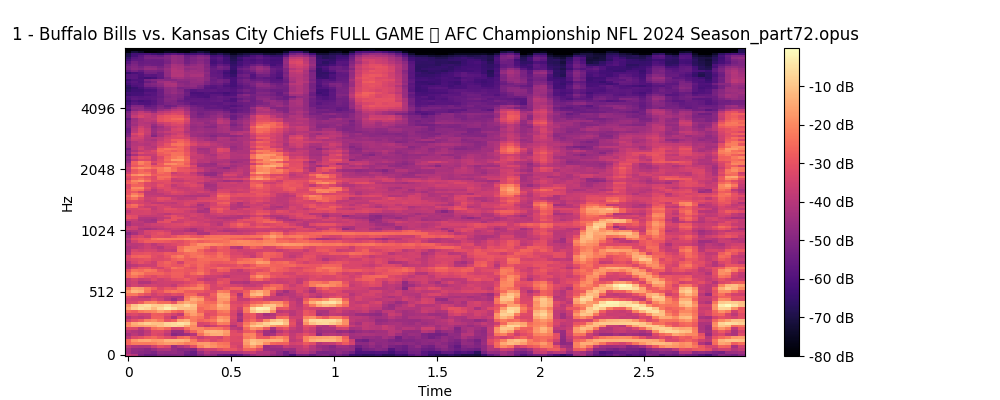 1 - Buffalo Bills vs. Kansas City Chiefs FULL GAME ▯ AFC Championship NFL 2024 Season_part72.opus
4096
2048
1024
512
0
Hz
0
0.5
1
1.5
2
2.5
Time
-10 dB
-20 dB
-30 dB
-40 dB
-50 dB
-60 dB
-70 dB
-80 dB